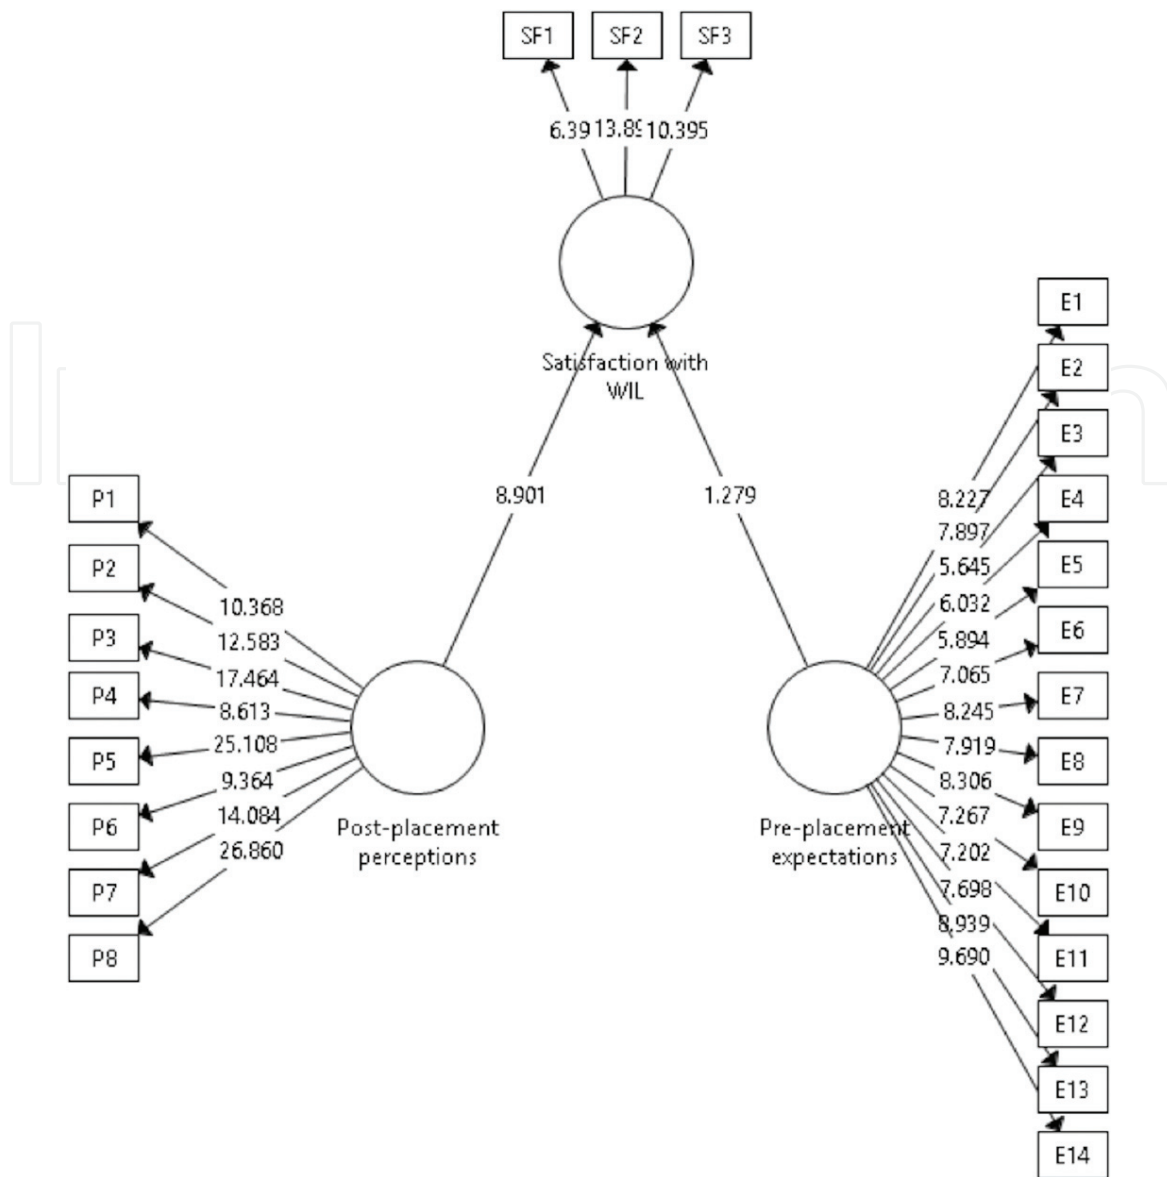 SF1 SF2 SF3
6.39 13.89 10.395
Satisfaction with
WIL
8.901
1.279
P1
P2
P3
P4
P5
P6
P7
P8
10.368
12.583
17.464
8.613
25.108
9.364
14.084
26.860
Post-placement
perceptions
Pre-placement
expectations
8.227
7.897
5.645
6.032
5.894
7.065
8.245
7.919
8.306
7.267
7.202
7.698
8.939
9.690
E1
E2
E3
E4
E5
E6
E7
E8
E9
E10
E11
E12
E13
E14